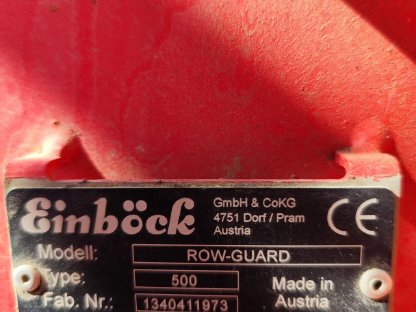 Einböck GmbH & CoKG
4751 Dorf / Pram
Austria
CE
Modell: ROW-GUARD
Type: 500
Fab. Nr.: 1340411973
Made in
Austria